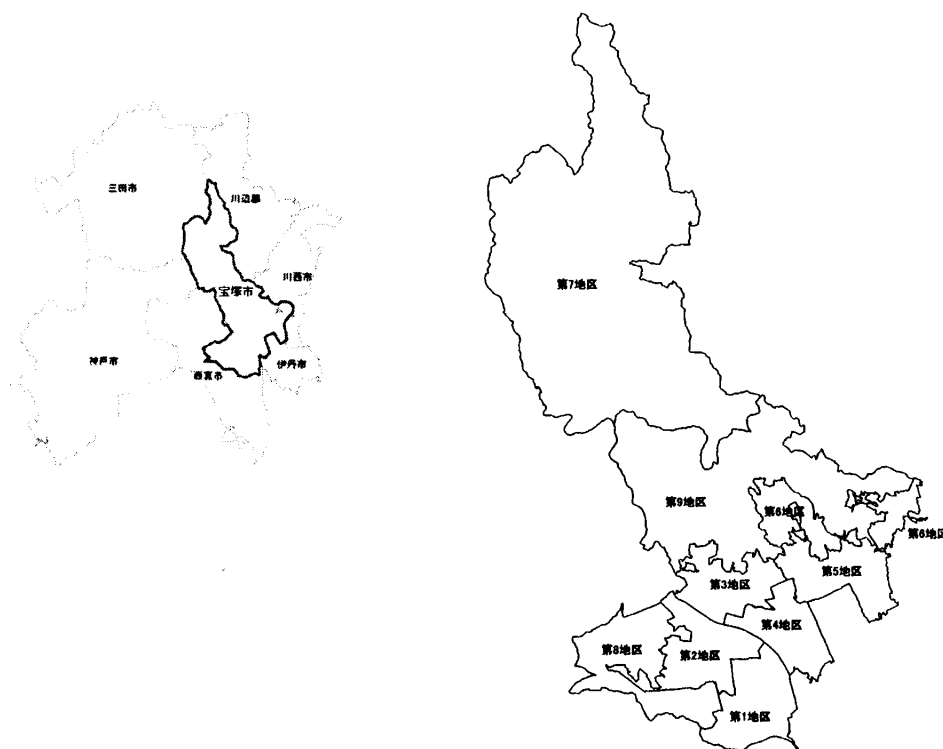 三田市
川辺郡
川西市
宝塚市
神戸市
西宮市
伊丹市
第7地区
第9地区
第6地区
第6地区
第5地区
第3地区
第4地区
第8地区
第2地区
第1地区